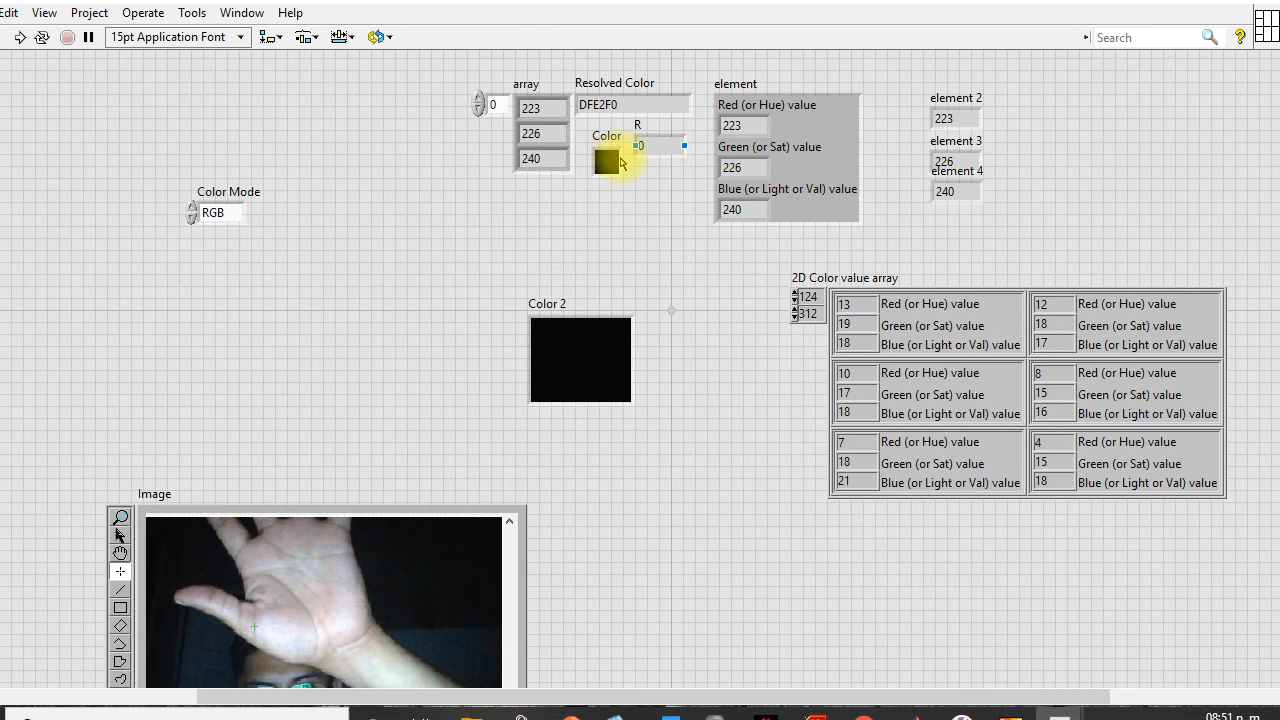 Edit View Project Operate Tools Window Help
15pt Application Font
Search
?
array Resolved Color element
0 223 DFE2F0 Red (or Hue) value element 2
R 223 223
226 Color 0 Green (or Sat) value element 3
240 226 226
element 4
Color Mode Blue (or Light or Val) value 240
RGB 240
2D Color value array
Color 2 124
312
13 Red (or Hue) value 12 Red (or Hue) value
19 Green (or Sat) value 18 Green (or Sat) value
18 Blue (or Light or Val) value 17 Blue (or Light or Val) value
10 Red (or Hue) value 8 Red (or Hue) value
17 Green (or Sat) value 15 Green (or Sat) value
18 Blue (or Light or Val) value 16 Blue (or Light or Val) value
7 Red (or Hue) value 4 Red (or Hue) value
18 Green (or Sat) value 15 Green (or Sat) value
21 Blue (or Light or Val) value 18 Blue (or Light or Val) value
Image
08:51 p. m.